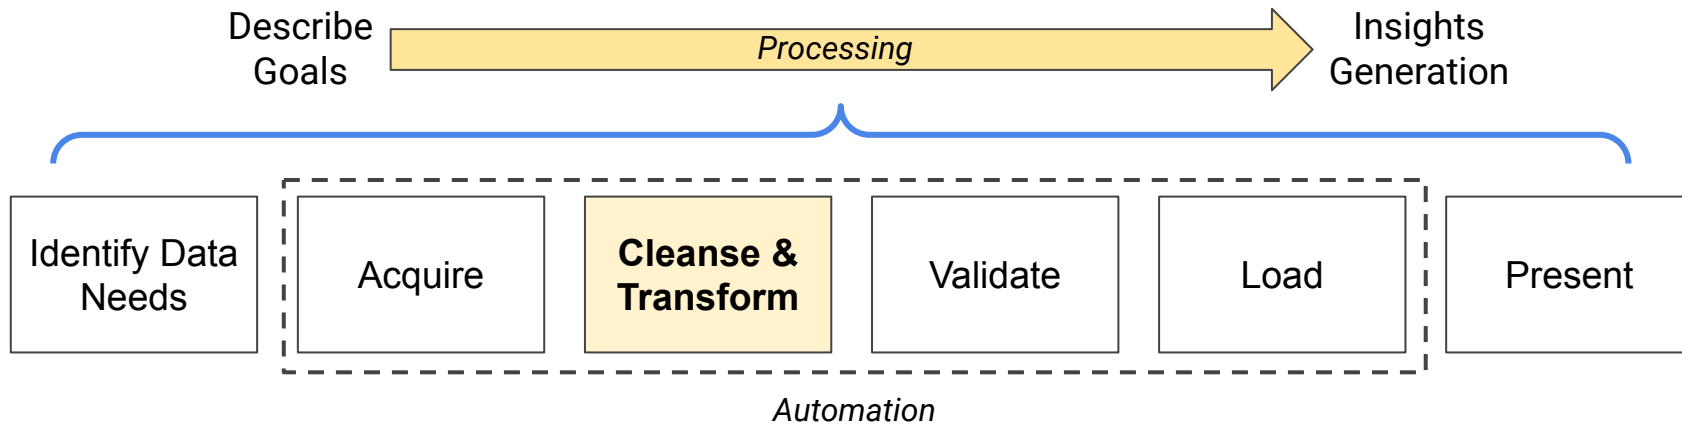 Describe
Goals
Processing
Insights
Generation
Identify Data
Needs
Acquire
Cleanse &
Transform
Validate
Load
Present
Automation